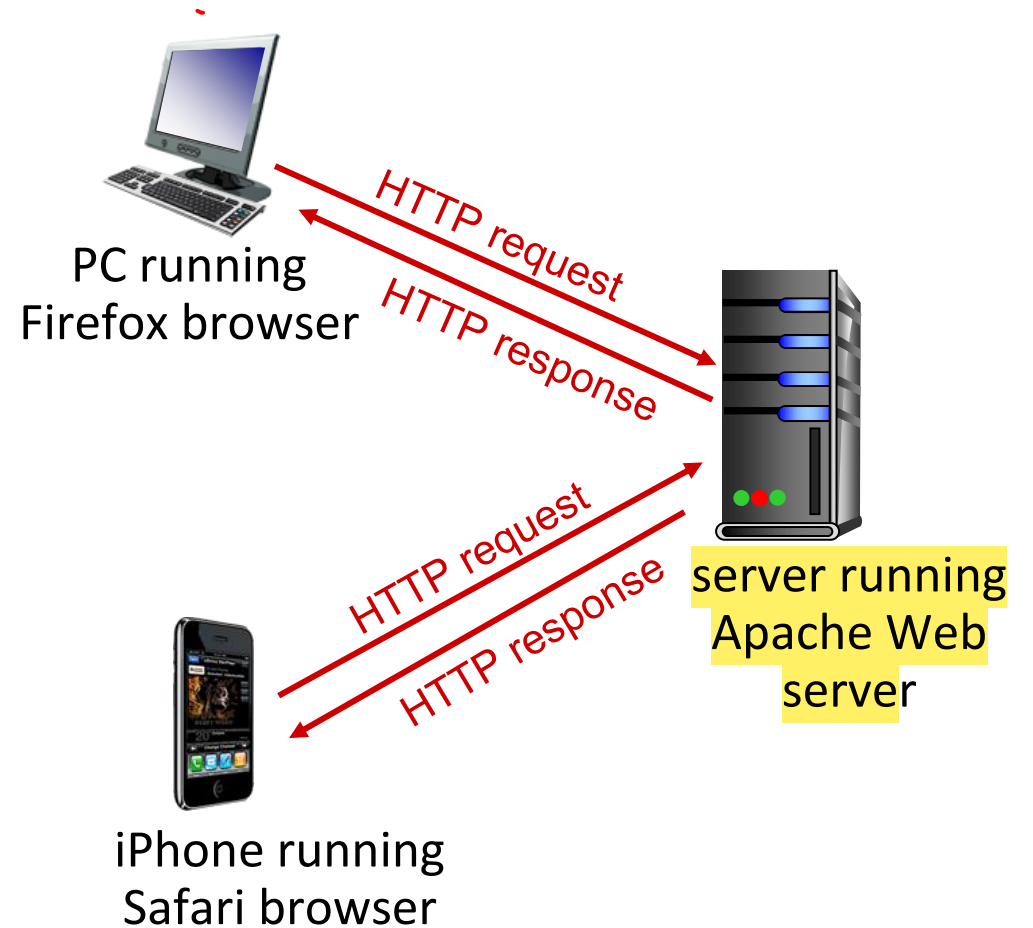 HTTP request
HTTP response
PC running
Firefox browser
HTTP request
HTTP response
server running
Apache Web
server
iPhone running
Safari browser